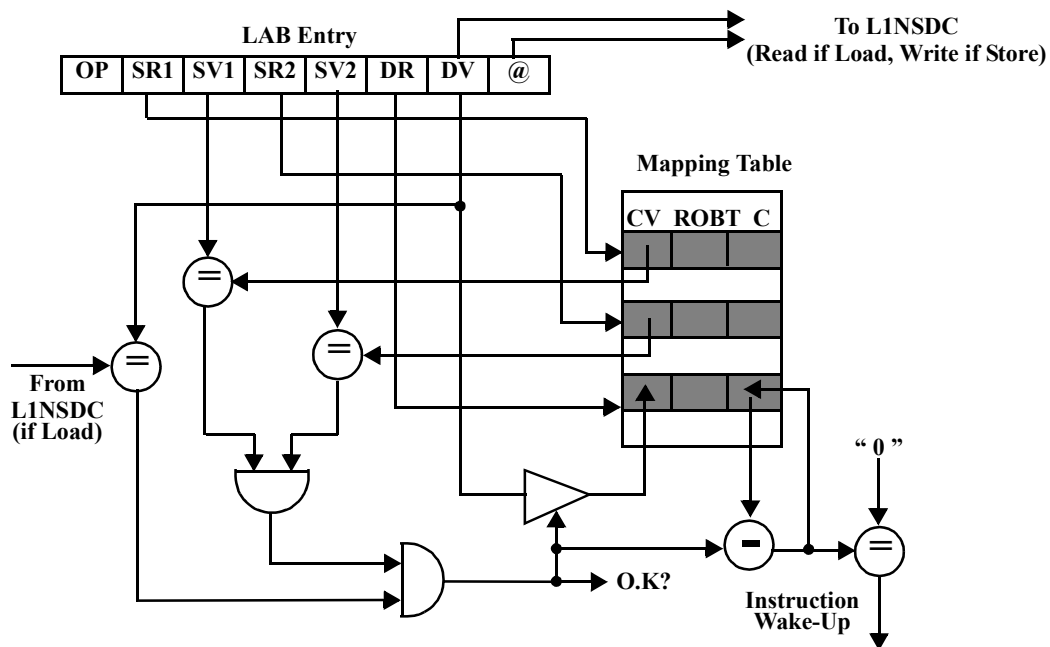 To L1NSDC
(Read if Load, Write if Store)
LAB Entry
OP SR1 SV1 SR2 SV2 DR DV @
Mapping Table
CV ROBT C
=
=
=
From
L1NSDC
(if Load)
“ 0 ”
-
=
O.K?
Instruction
Wake-Up